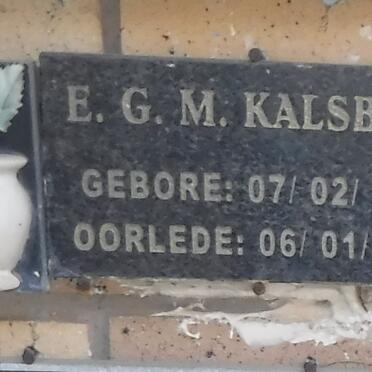 E. G. M. KALSB
GEBORE: 07/ 02/
OORLEDE: 06/ 01/